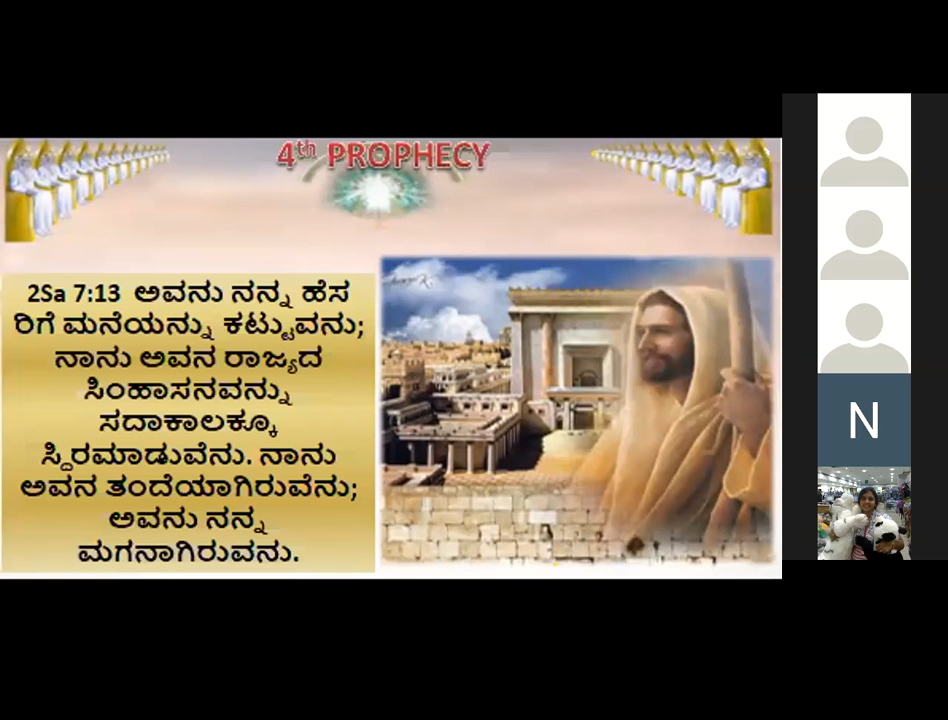 4th PROPHECY
2Sa 7:13 ಅವನು ನನ್ನ ಹೆಸ
ರಿಗೆ ಮನೆಯನ್ನು ಕಟ್ಟುವನು;
ನಾನು ಅವನ ರಾಜ್ಯದ
ಸಿಂಹಾಸನವನ್ನು
ಸದಾಕಾಲಕ್ಕೂ
ಸ್ಥಿರಮಾಡುವೆನು. ನಾನು
ಅವನ ತಂದೆಯಾಗಿರುವೆನು;
ಅವನು ನನ್ನ
ಮಗನಾಗಿರುವನು.
N